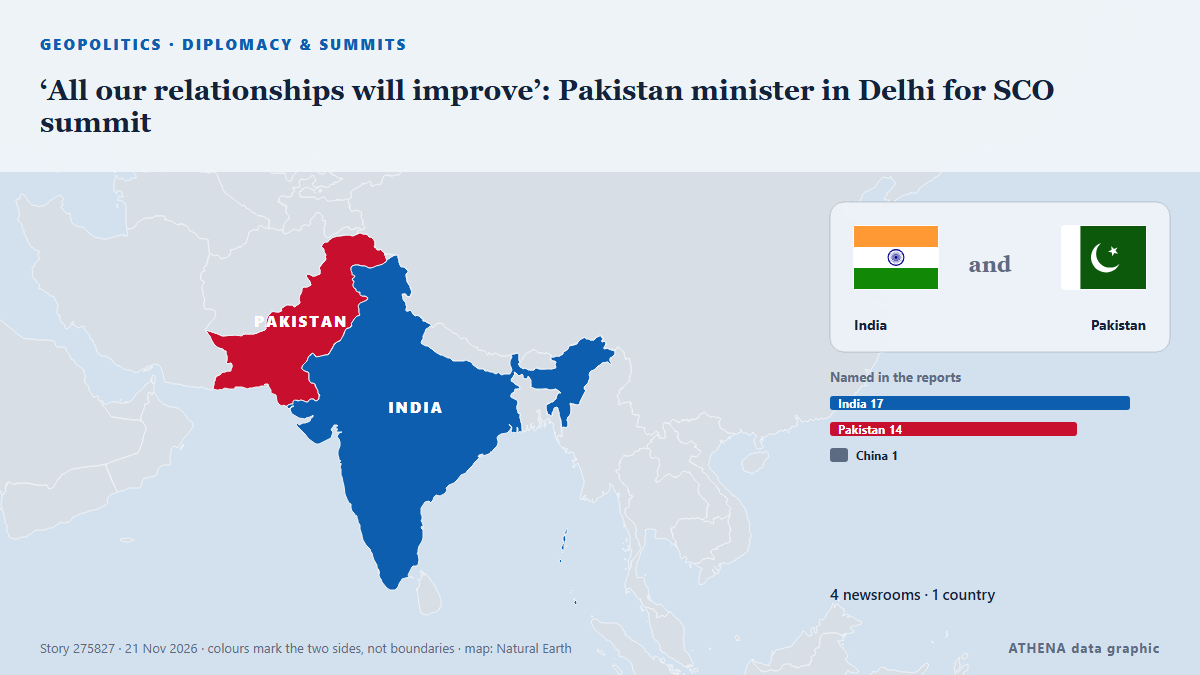 GEOPOLITICS · DIPLOMACY & SUMMITS
‘All our relationships will improve’: Pakistan minister in Delhi for SCO
summit
and
India
Pakistan
PAKISTAN
INDIA
Named in the reports
India 17
Pakistan 14
China 1
4 newsrooms · 1 country
Story 275827 · 21 Nov 2026 · colours mark the two sides, not boundaries · map: Natural Earth
ATHENA data graphic